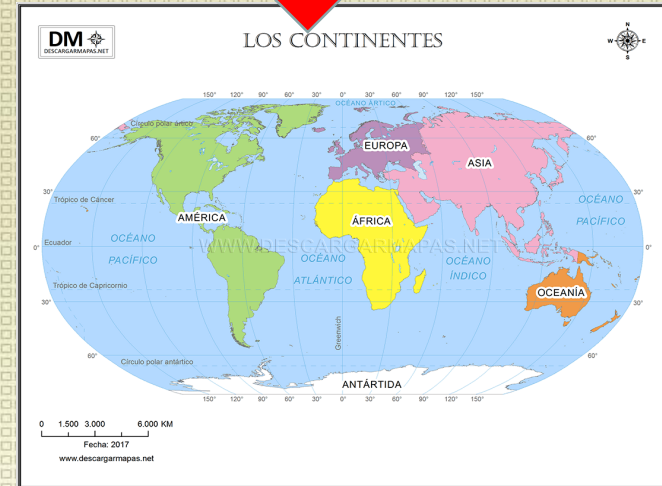 DM
DESCARGARMAPAS.NET
LOS CONTINENTES
N
W E
S
150° 120° 90° 60° 30° 0° 30° 60° 90° 120° 150°
OCÉANO ÁRTICO
Círculo polar ártico
60° 60°
EUROPA
ASIA
30° 30°
Trópico de Cáncer
OCÉANO
PACÍFICO
AMÉRICA
ÁFRICA
Ecuador
0° 0°
OCÉANO
PACÍFICO
WWW.DESCARGARMAPAS.NET
OCÉANO
ATLÁNTICO
OCÉANO
ÍNDICO
Trópico de Capricornio
OCEANÍA
30° 30°
Greenwich
60° 60°
Círculo polar antártico
ANTÁRTIDA
150° 120° 90° 60° 30° 0° 30° 60° 90° 120° 150°
0 1.500 3.000 6.000 KM
Fecha: 2017
www.descargarmapas.net